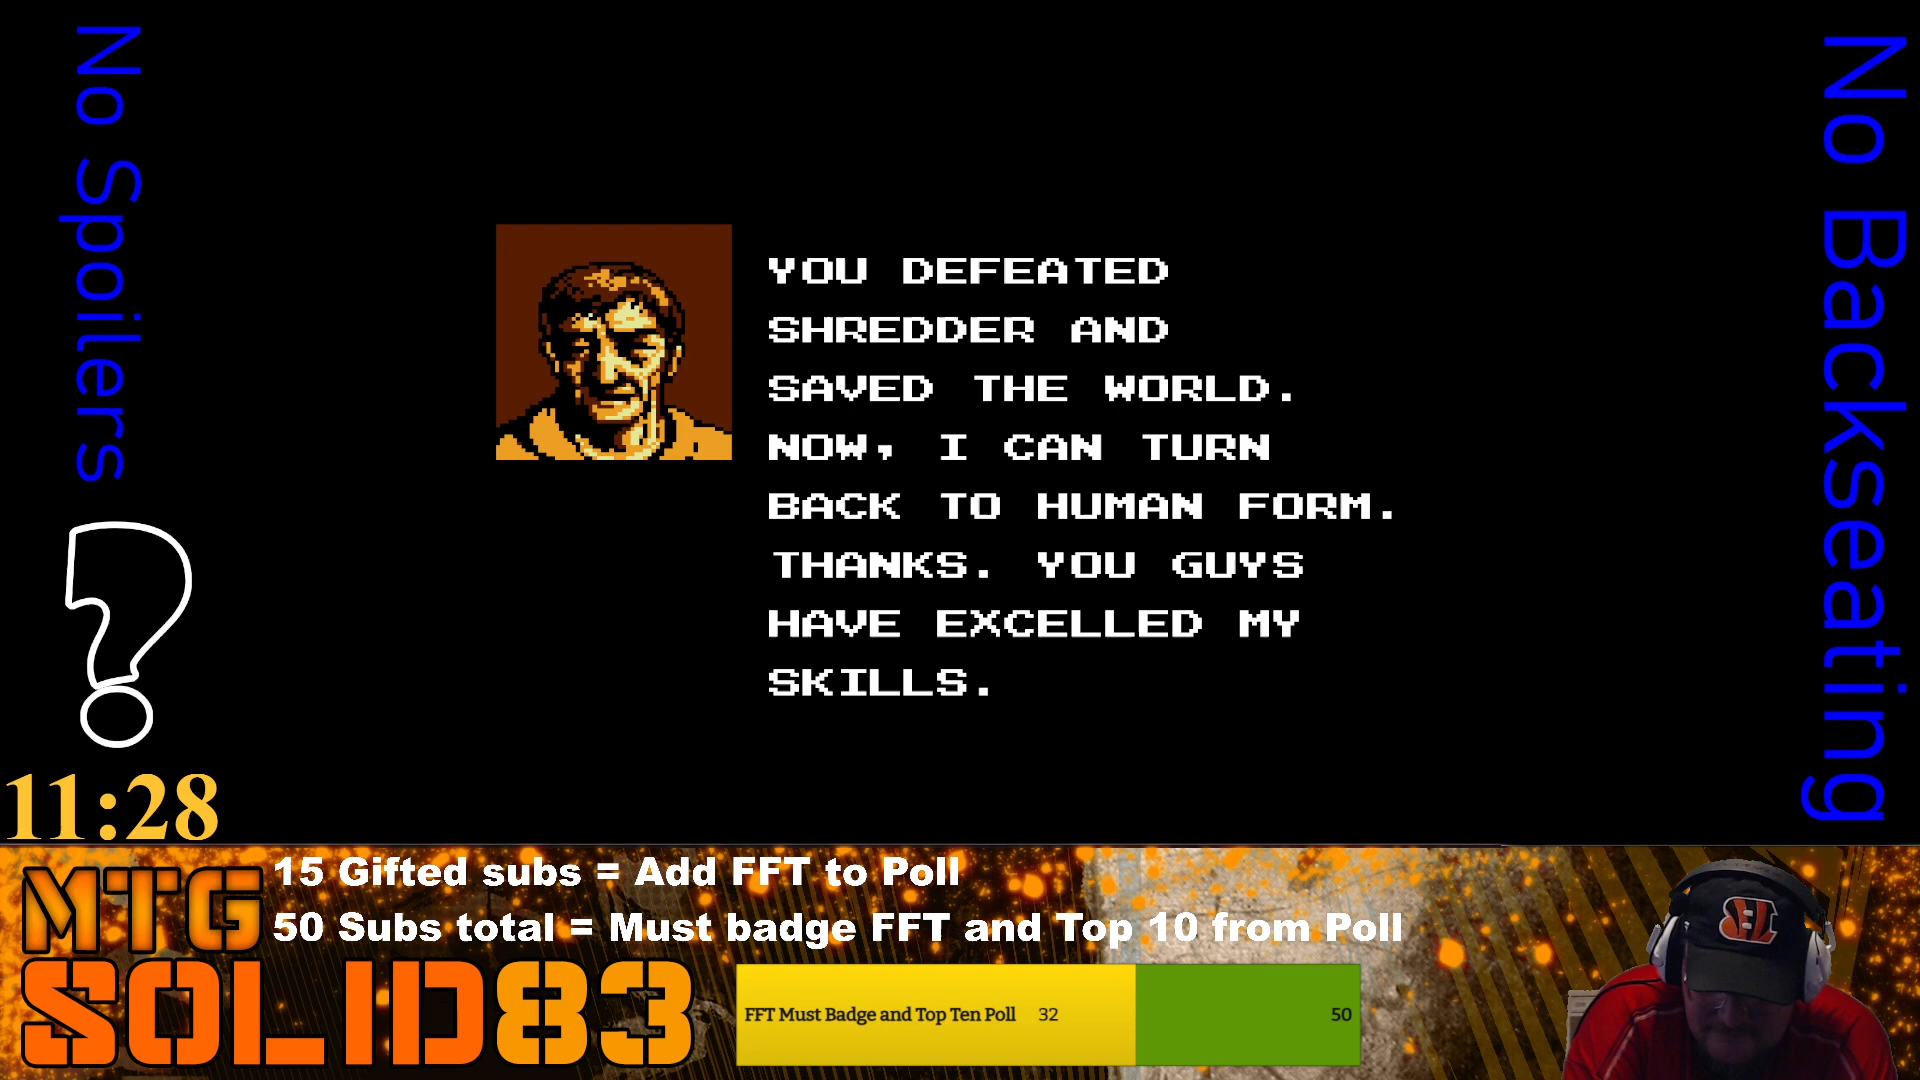 No Spoilers
?
11:28
YOU DEFEATED
SHREDDER AND
SAVED THE WORLD.
NOW, I CAN TURN
BACK TO HUMAN FORM.
THANKS. YOU GUYS
HAVE EXCELLED MY
SKILLS.
No Backseating
MTG
SOLID83
15 Gifted subs = Add FFT to Poll
50 Subs total = Must badge FFT and Top 10 from Poll
FFT Must Badge and Top Ten Poll 32 50